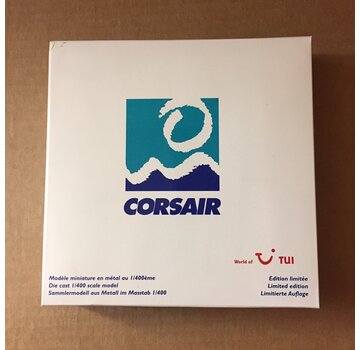 CORSAIR
World of TUI
Modèle miniature en métal au 1/400ème
Die cast 1/400 scale model
Sammlermodell aus Metall im Masstab 1/400
Edition limitée
Limited edition
Limitierte Auflage